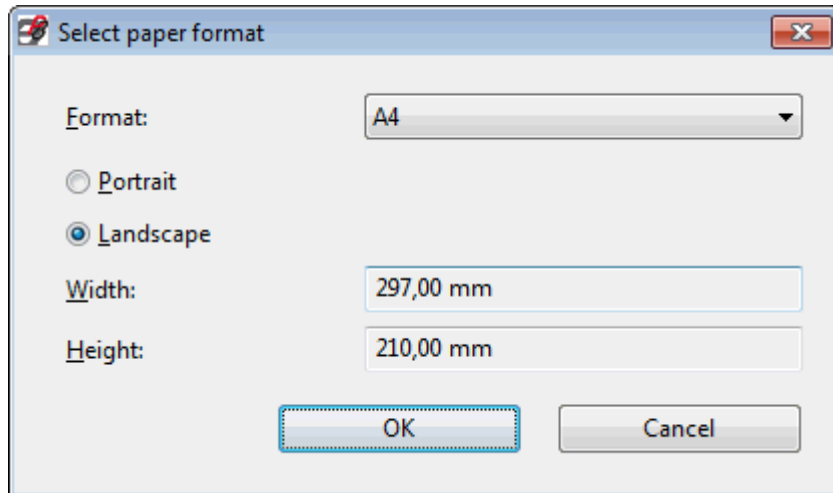 Select paper format
Format: A4
Portrait
Landscape
Width: 297,00 mm
Height: 210,00 mm
OK Cancel